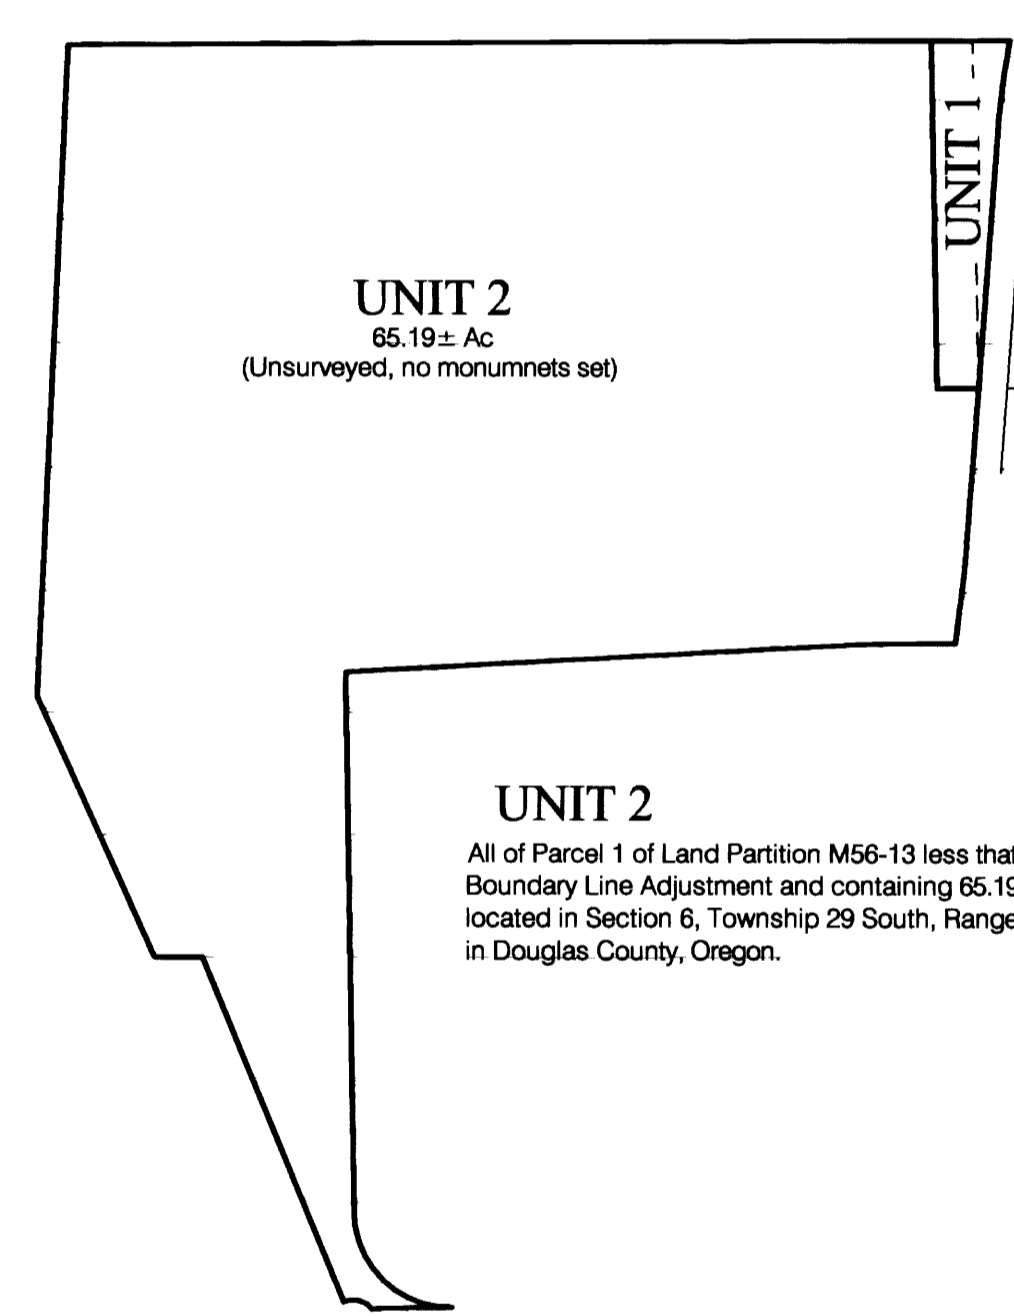 UNIT 1
UNIT 2
65.19± Ac
(Unsurveyed, no monumnets set)
UNIT 2
All of Parcel 1 of Land Partition M56-13 less that
Boundary Line Adjustment and containing 65.19
located in Section 6, Township 29 South, Range
in Douglas County, Oregon.